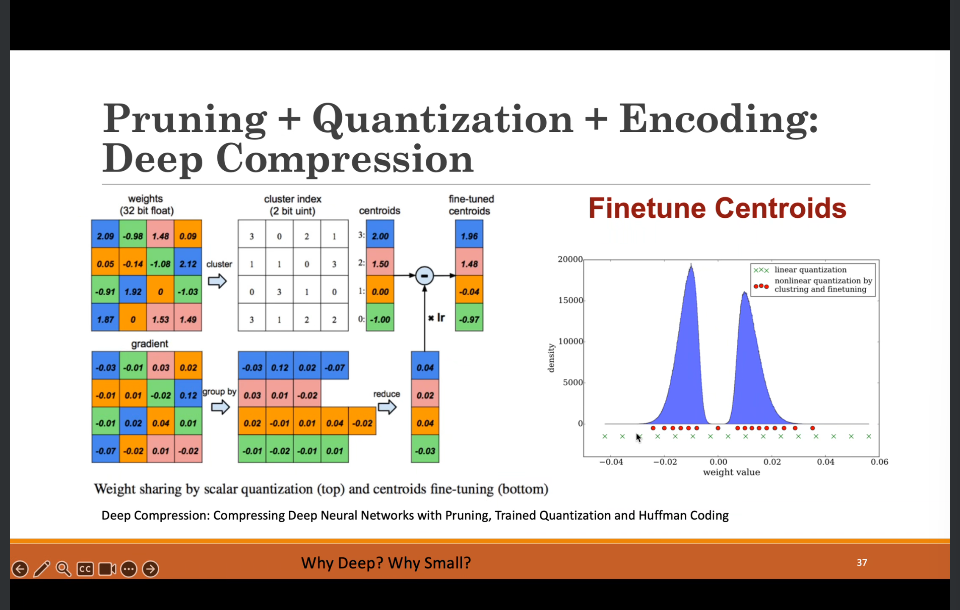 Pruning + Quantization + Encoding:
Deep Compression
weights
(32 bit float)
cluster index
(2 bit uint)
centroids
fine-tuned
centroids
2.09 -0.98 1.48 0.09
0.05 -0.14 -1.08 2.12
-0.91 1.92 0 -1.03
1.87 0 1.53 1.49
cluster
3 0 2 1
1 1 0 3
0 3 1 0
3 1 2 2
3: 2.00
2: 1.50
1: 0.00
0: -1.00
-
× lr
1.96
1.48
-0.04
-0.97
gradient
-0.03 -0.01 0.03 0.02
-0.01 0.01 -0.02 0.12
-0.01 0.02 0.04 0.01
-0.07 -0.02 0.01 -0.02
group by
-0.03 0.12 0.02 -0.07
0.03 0.01 -0.02
0.02 -0.01 0.01 0.04 -0.02
-0.01 -0.02 -0.01 0.01
reduce
0.04
0.02
0.04
-0.03
Weight sharing by scalar quantization (top) and centroids fine-tuning (bottom)
Finetune Centroids
linear quantization
nonlinear quantization by
clustring and finetuning
density
20000
15000
10000
5000
0
−0.04 −0.02 0.00 0.02 0.04 0.06
weight value
Deep Compression: Compressing Deep Neural Networks with Pruning, Trained Quantization and Huffman Coding
Why Deep? Why Small?
37
CC